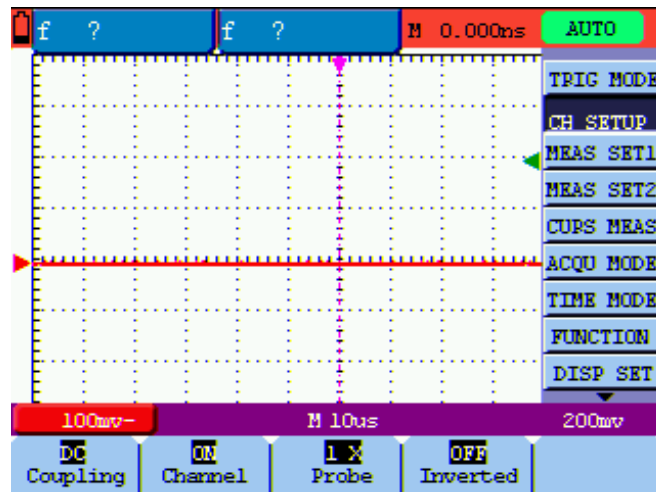 f ?
f ?
M 0.000ns
AUTO
TRIG MODE
CH SETUP
MEAS SET1
MEAS SET2
CURS MEAS
ACQU MODE
TIME MODE
FUNCTION
DISP SET
100mv-
M 10us
200mv
DC
Coupling
ON
Channel
1 X
Probe
OFF
Inverted